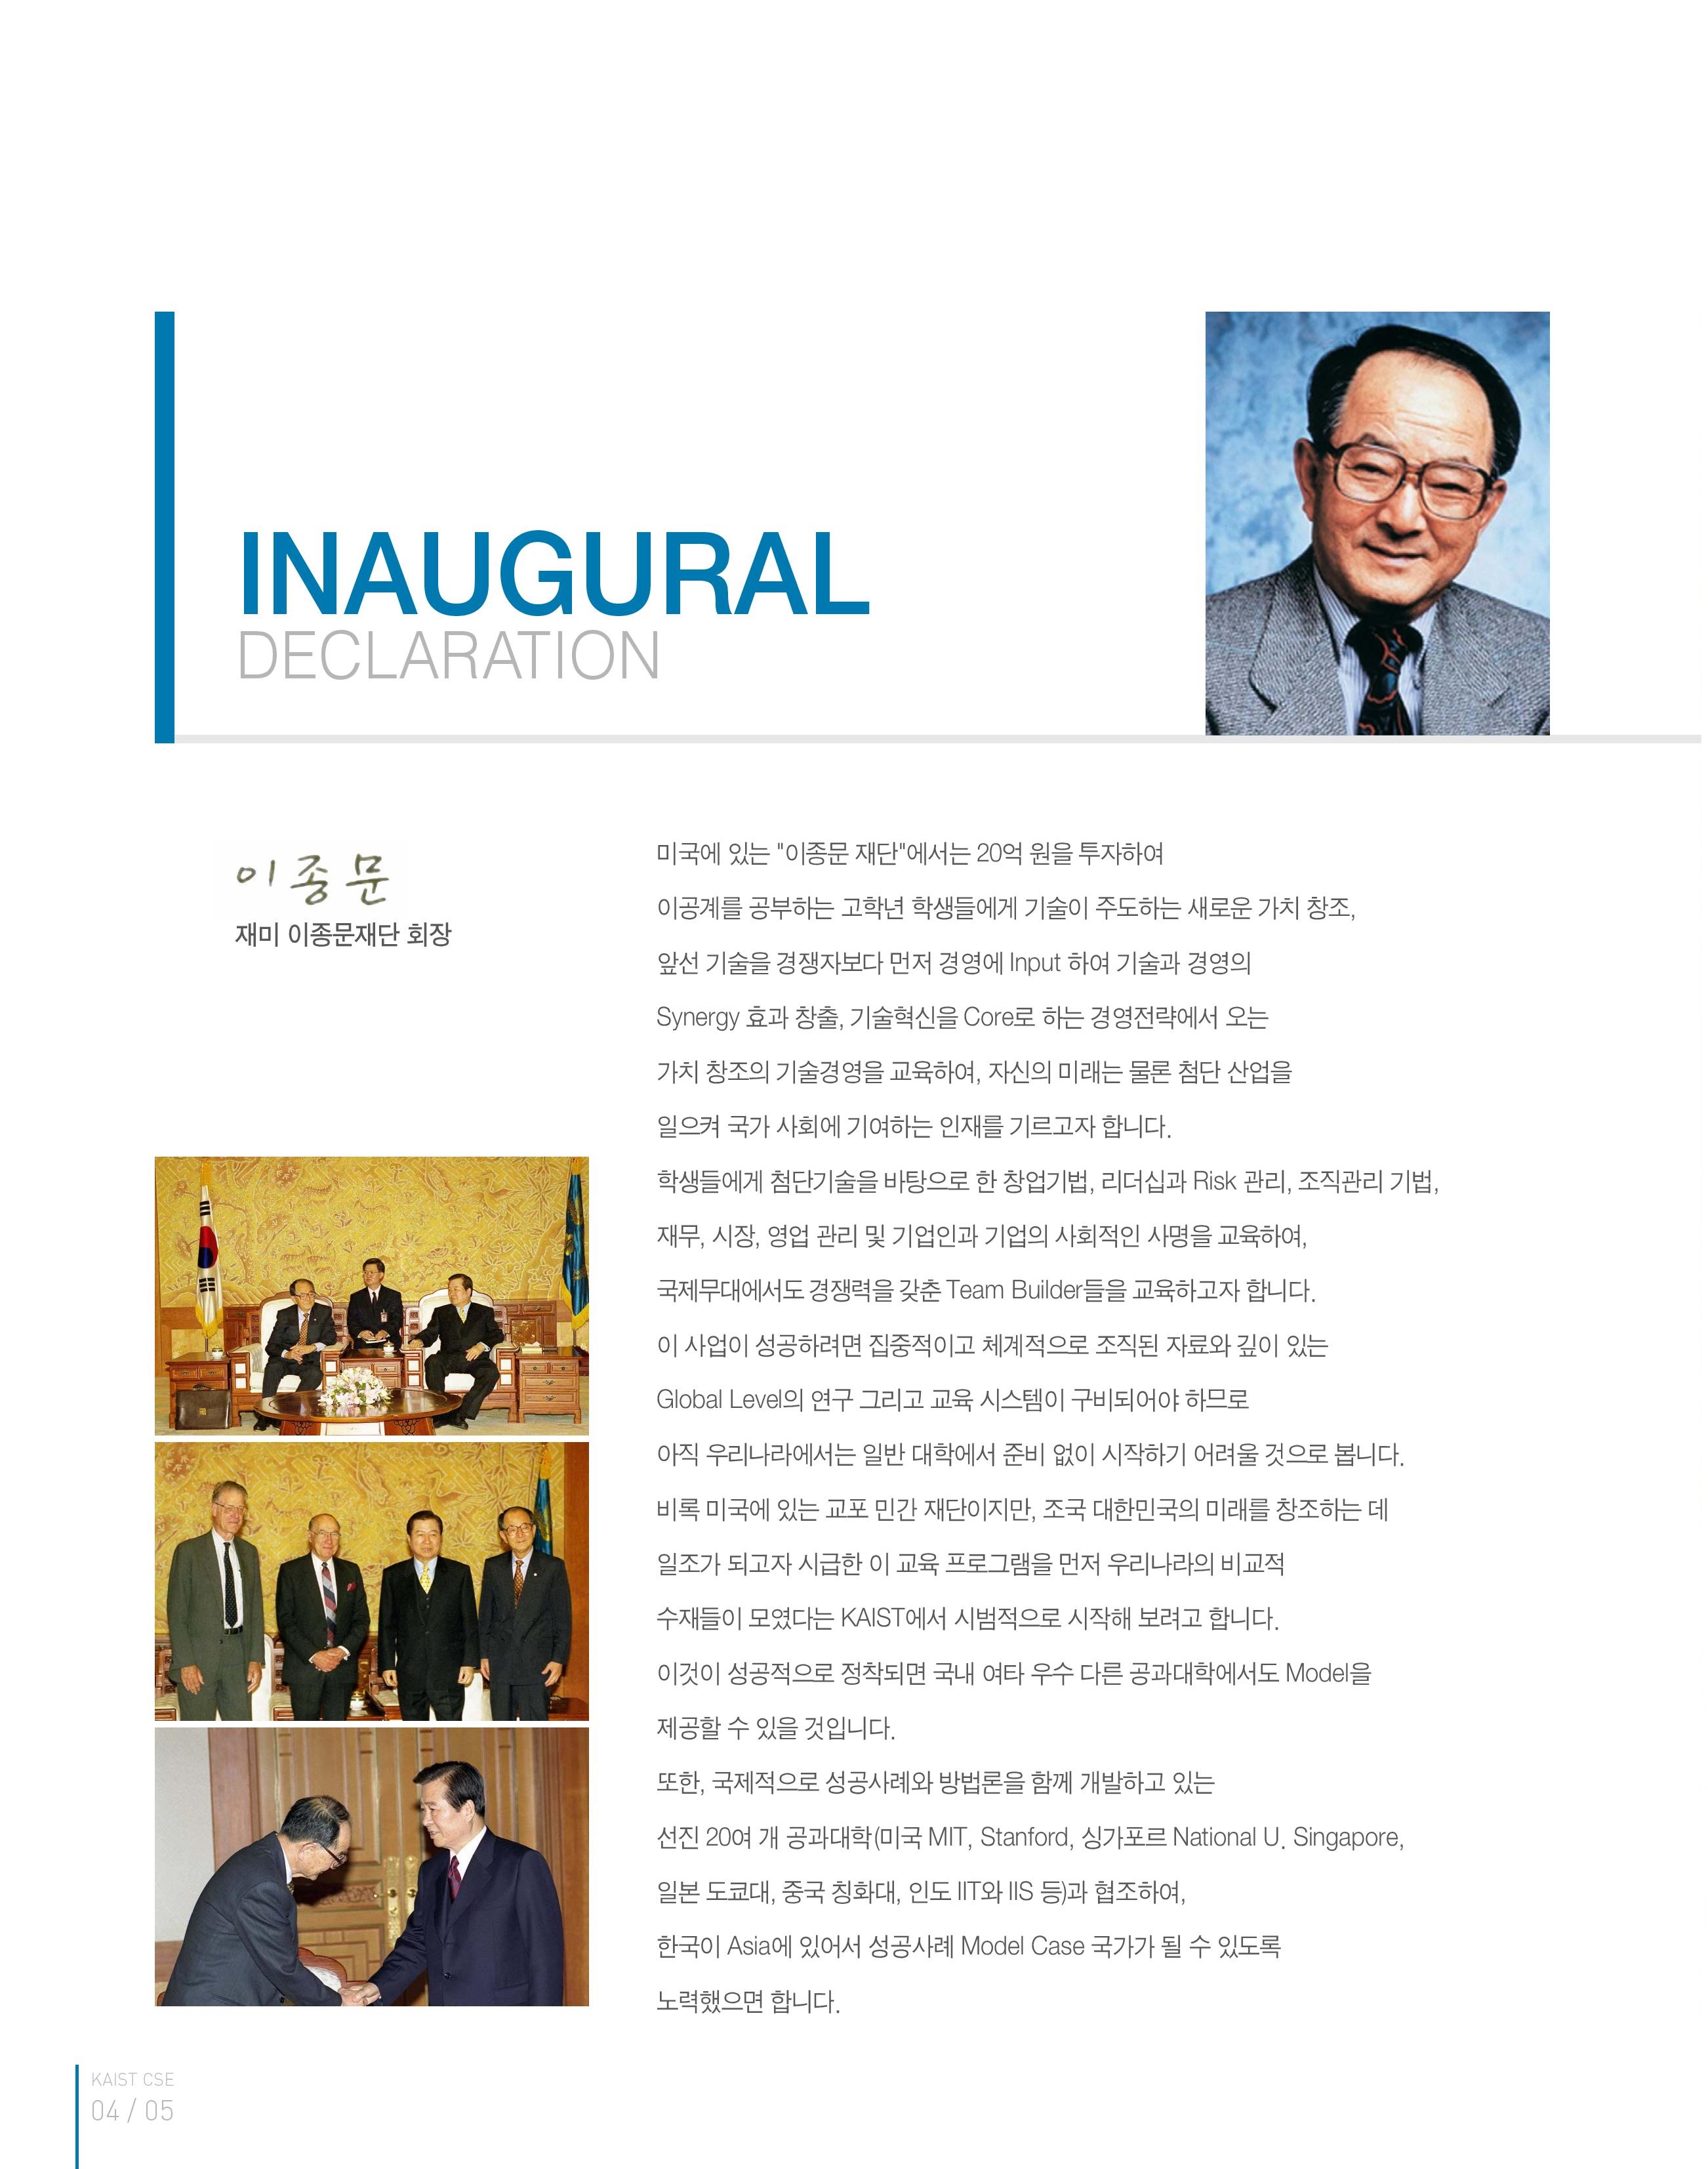 INAUGURAL
DECLARATION
이종문
재미 이종문재단 회장
미국에 있는 "이종문 재단"에서는 20억 원을 투자하여
이공계를 공부하는 고학년 학생들에게 기술이 주도하는 새로운 가치 창조,
앞선 기술을 경쟁자보다 먼저 경영에 Input 하여 기술과 경영의
Synergy 효과 창출, 기술혁신을 Core로 하는 경영전략에서 오는
가치 창조의 기술경영을 교육하여, 자신의 미래는 물론 첨단 산업을
일으켜 국가 사회에 기여하는 인재를 기르고자 합니다.
학생들에게 첨단기술을 바탕으로 한 창업기법, 리더십과 Risk 관리, 조직관리 기법,
재무, 시장, 영업 관리 및 기업인과 기업의 사회적인 사명을 교육하여,
국제무대에서도 경쟁력을 갖춘 Team Builder들을 교육하고자 합니다.
이 사업이 성공하려면 집중적이고 체계적으로 조직된 자료와 깊이 있는
Global Level의 연구 그리고 교육 시스템이 구비되어야 하므로
아직 우리나라에서는 일반 대학에서 준비 없이 시작하기 어려울 것으로 봅니다.
비록 미국에 있는 교포 민간 재단이지만, 조국 대한민국의 미래를 창조하는 데
일조가 되고자 시급한 이 교육 프로그램을 먼저 우리나라의 비교적
수재들이 모였다는 KAIST에서 시범적으로 시작해 보려고 합니다.
이것이 성공적으로 정착되면 국내 여타 우수 다른 공과대학에서도 Model을
제공할 수 있을 것입니다.
또한, 국제적으로 성공사례와 방법론을 함께 개발하고 있는
선진 20여 개 공과대학(미국 MIT, Stanford, 싱가포르 National U. Singapore,
일본 도쿄대, 중국 칭화대, 인도 IIT와 IIS 등)과 협조하여,
한국이 Asia에 있어서 성공사례 Model Case 국가가 될 수 있도록
노력했으면 합니다.
KAIST CSE
04 / 05